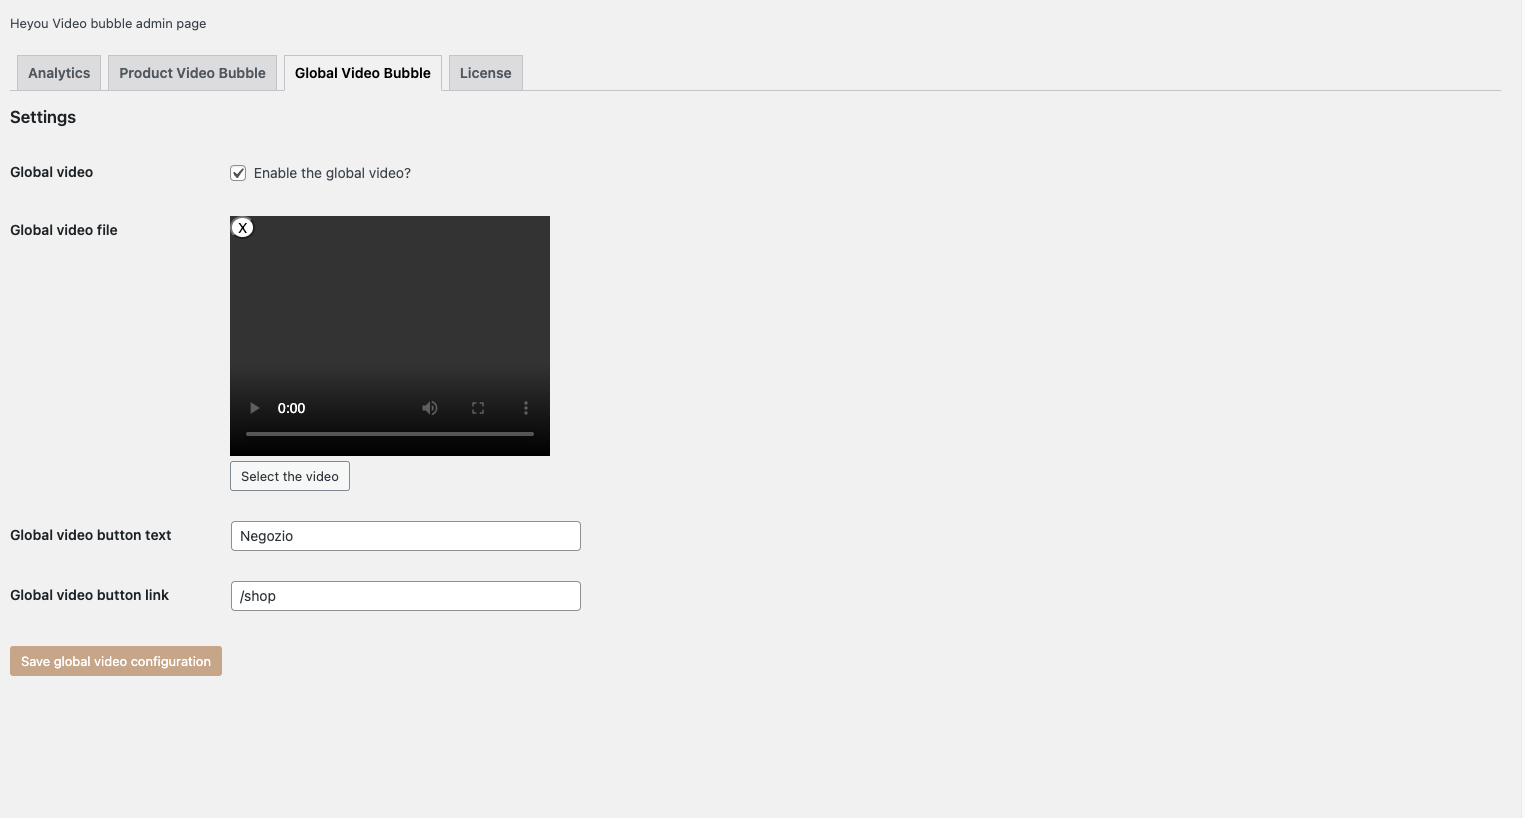 Heyou Video bubble admin page
Analytics
Product Video Bubble
Global Video Bubble
License
Settings
Global video
Enable the global video?
Global video file
X
0:00
Select the video
Global video button text
Negozio
Global video button link
/shop
Save global video configuration